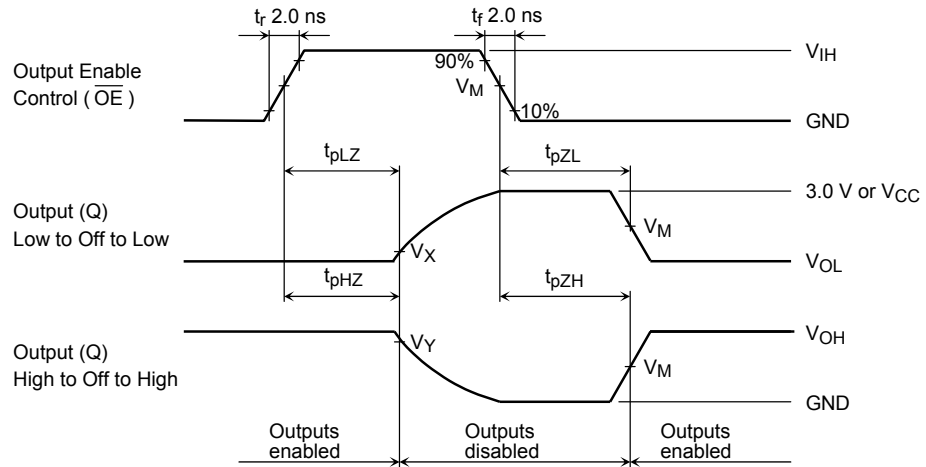 tr 2.0 ns
tf 2.0 ns
Output Enable
Control ( OE )
90%
VM
10%
VIH
GND
tpLZ
tpZL
Output (Q)
Low to Off to Low
VX
VM
3.0 V or VCC
VOL
tpHZ
tpZH
Output (Q)
High to Off to High
VY
VM
VOH
GND
Outputs
enabled
Outputs
disabled
Outputs
enabled